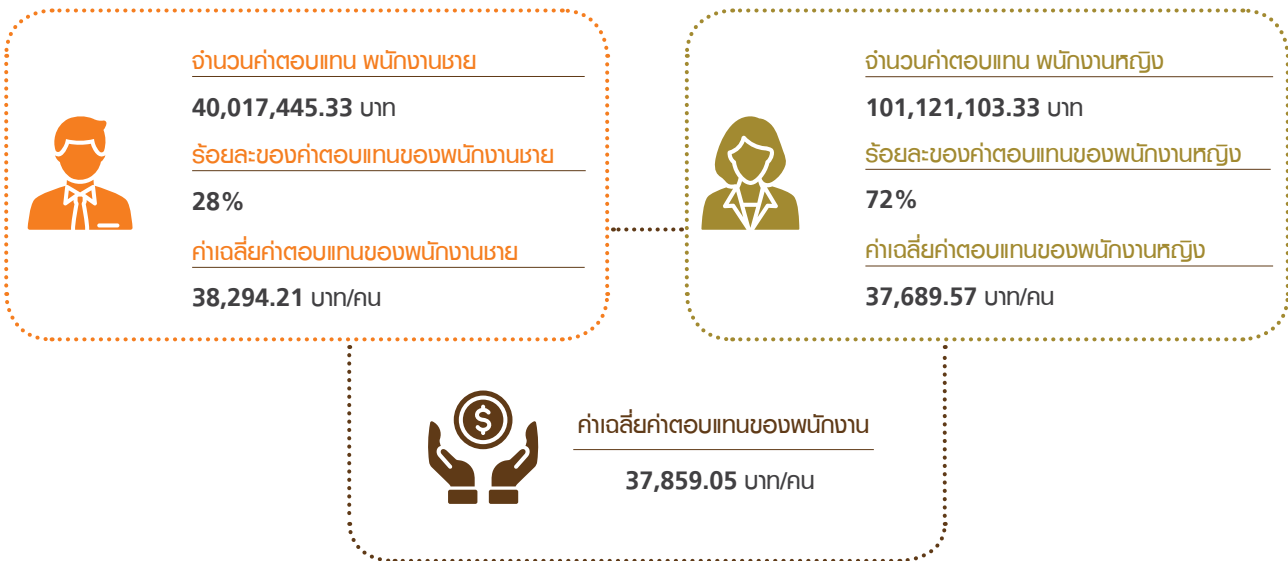 จำนวนค่าตอบแทน พนักงานชาย
40,017,445.33 บาท
ร้อยละของค่าตอบแทนของพนักงานชาย
28%
ค่าเฉลี่ยค่าตอบแทนของพนักงานชาย
38,294.21 บาท/คน
จำนวนค่าตอบแทน พนักงานหญิง
101,121,103.33 บาท
ร้อยละของค่าตอบแทนของพนักงานหญิง
72%
ค่าเฉลี่ยค่าตอบแทนของพนักงานหญิง
37,689.57 บาท/คน
$
ค่าเฉลี่ยค่าตอบแทนของพนักงาน
37,859.05 บาท/คน